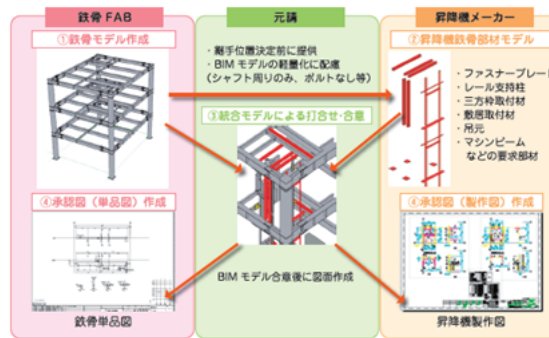 鉄骨 FAB
①鉄骨モデル作成
④承認図（単品図）作成
鉄骨単品図
元請
・継手位置決定前に提供
・BIM モデルの軽量化に配慮
（シャフト周りのみ、ボルトなし等）
③統合モデルによる打合せ・合意
BIM モデル合意後に図面作成
昇降機メーカー
②昇降機鉄骨部材モデル
・ファスナープレート
・レール支持柱
・三方枠取付材
・敷居取付材
・吊元
・マシンビーム
などの要求部材
④承認図（製作図）作成
昇降機製作図